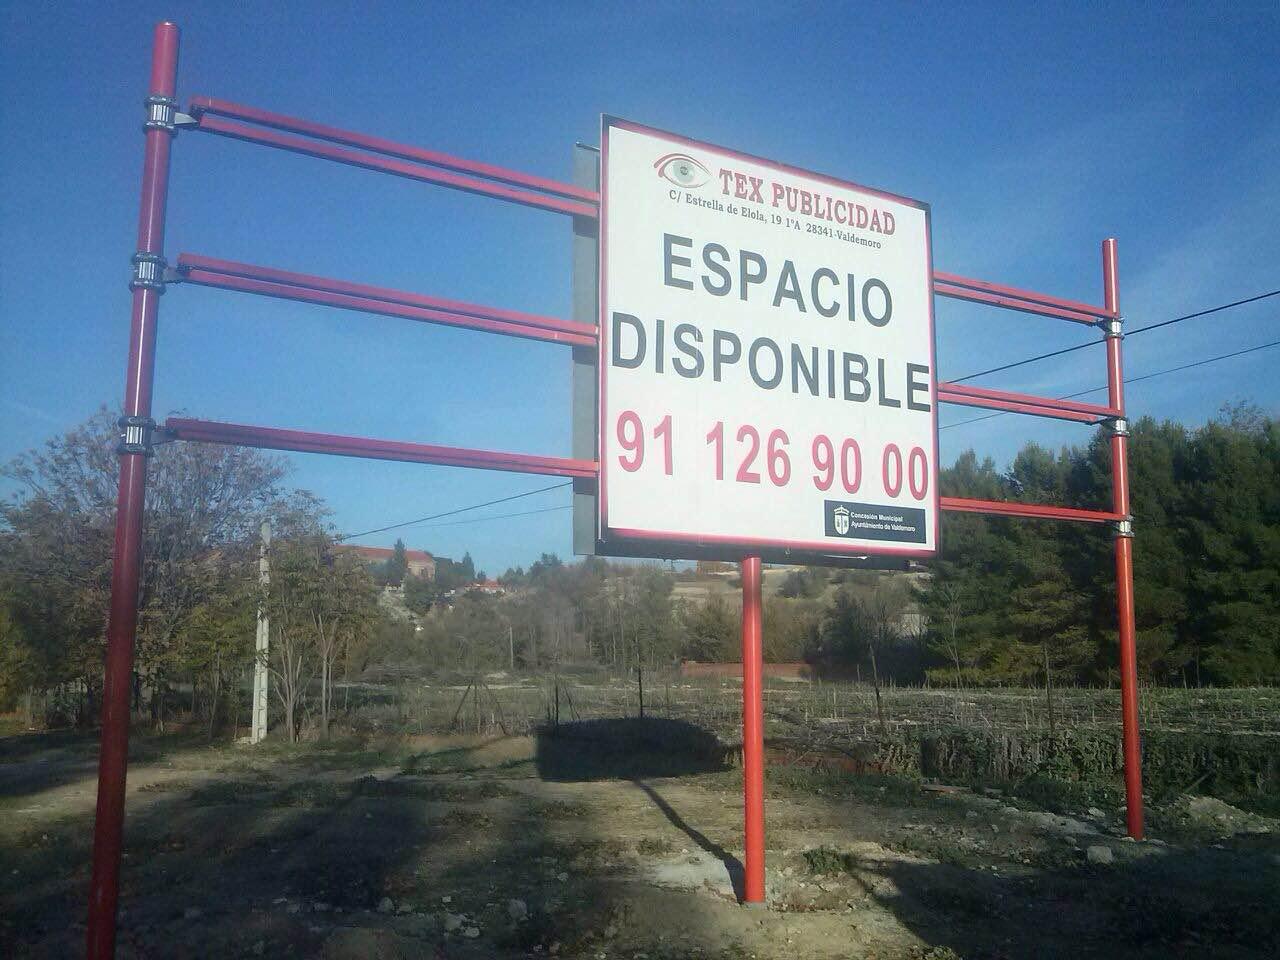 TEX PUBLICIDAD
C/ Estrella de Elola, 19 1ºA 28341-Valdemoro
ESPACIO
DISPONIBLE
91 126 90 00
Concesión Municipal
Ayuntamiento de Valdemoro